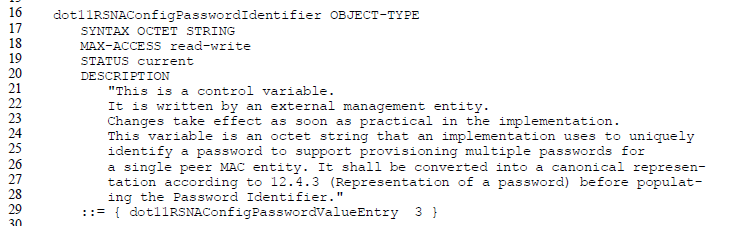 16 dot11RSNAConfigPasswordIdentifier OBJECT-TYPE
17 SYNTAX OCTET STRING
18 MAX-ACCESS read-write
19 STATUS current
20 DESCRIPTION
21 "This is a control variable.
22 It is written by an external management entity.
23 Changes take effect as soon as practical in the implementation.
24 This variable is an octet string that an implementation uses to uniquely
25 identify a password to support provisioning multiple passwords for
26 a single peer MAC entity. It shall be converted into a canonical represen-
27 tation according to 12.4.3 (Representation of a password) before populat-
28 ing the Password Identifier."
29 ::= { dot11RSNAConfigPasswordValueEntry 3 }
30